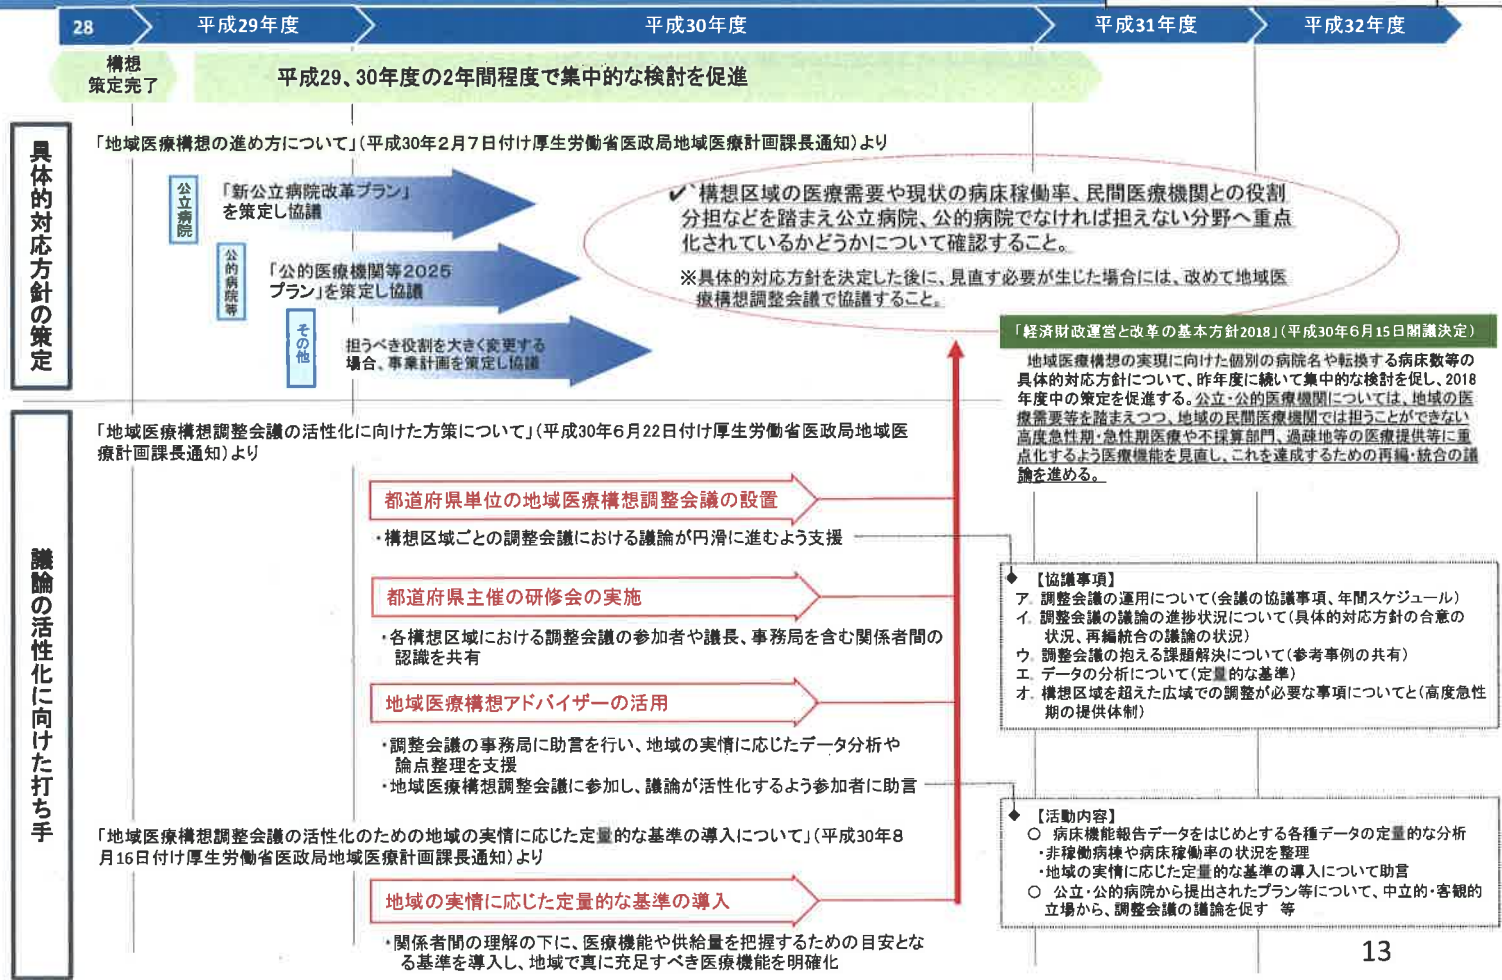 28
平成29年度
平成30年度
平成31年度
平成32年度
構想
策定完了
平成29、30年度の2年間程度で集中的な検討を促進
具体的対応方針の策定
「地域医療構想の進め方について」(平成30年2月7日付け厚生労働省医政局地域医療計画課長通知)より
公立病院
「新公立病院改革プラン」
を策定し協議
公的病院等
「公的医療機関等2025
プラン」を策定し協議
その他
担うべき役割を大きく変更する
場合、事業計画を策定し協議
✔ 構想区域の医療需要や現状の病床稼働率、民間医療機関との役割
分担などを踏まえ公立病院、公的病院でなければ担えない分野へ重点
化されているかどうかについて確認すること。
※具体的対応方針を決定した後に、見直す必要が生じた場合には、改めて地域医
療構想調整会議で協議すること。
「経済財政運営と改革の基本方針2018」(平成30年6月15日閣議決定)
地域医療構想の実現に向けた個別の病院名や転換する病床数等の
具体的対応方針について、昨年度に続いて集中的な検討を促し、2018
年度中の策定を促進する。公立・公的医療機関については、地域の医
療需要等を踏まえつつ、地域の民間医療機関では担うことができない
高度急性期・急性期医療や不採算部門、過疎地等の医療提供等に重
点化するよう医療機能を見直し、これを達成するための再編・統合の議
論を進める。
議論の活性化に向けた打ち手
「地域医療構想調整会議の活性化に向けた方策について」(平成30年6月22日付け厚生労働省医政局地域医
療計画課長通知)より
都道府県単位の地域医療構想調整会議の設置
・構想区域ごとの調整会議における議論が円滑に進むよう支援
都道府県主催の研修会の実施
・各構想区域における調整会議の参加者や議長、事務局を含む関係者間の
認識を共有
地域医療構想アドバイザーの活用
・調整会議の事務局に助言を行い、地域の実情に応じたデータ分析や
論点整理を支援
・地域医療構想調整会議に参加し、議論が活性化するよう参加者に助言
「地域医療構想調整会議の活性化のための地域の実情に応じた定量的な基準の導入について」(平成30年8
月16日付け厚生労働省医政局地域医療計画課長通知)より
地域の実情に応じた定量的な基準の導入
・関係者間の理解の下に、医療機能や供給量を把握するための目安とな
る基準を導入し、地域で真に充足すべき医療機能を明確化
◆ 【協議事項】
ア. 調整会議の運用について(会議の協議事項、年間スケジュール)
イ. 調整会議の議論の進捗状況について(具体的対応方針の合意の
状況、再編統合の議論の状況)
ウ. 調整会議の抱える課題解決について(参考事例の共有)
エ. データの分析について(定量的な基準)
オ. 構想区域を超えた広域での調整が必要な事項についてと(高度急性
期の提供体制)
◆ 【活動内容】
○ 病床機能報告データをはじめとする各種データの定量的な分析
・非稼働病棟や病床稼働率の状況を整理
・地域の実情に応じた定量的な基準の導入について助言
○ 公立・公的病院から提出されたプラン等について、中立的・客観的
立場から、調整会議の議論を促す 等
13